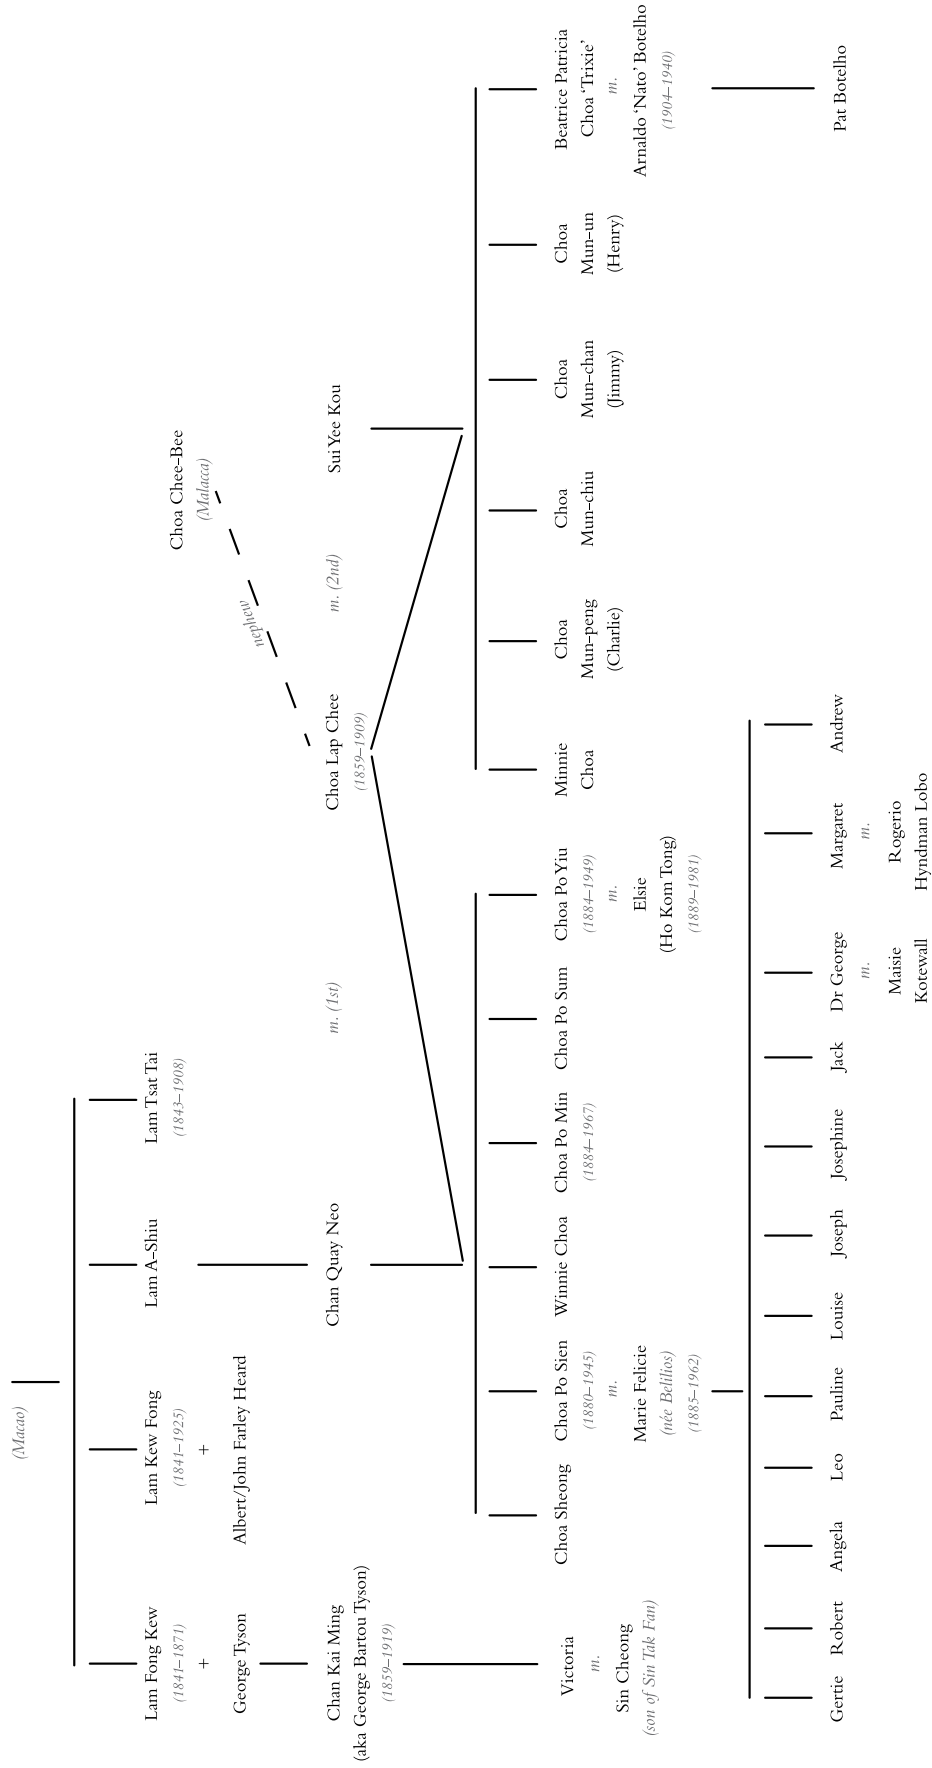 (Macao)
Lam Fong Kew
(1841–1871)
+
George Tyson
Lam Kew Fong
(1841–1925)
+
Albert/John Farley Heard
Lam A–Shiu
Lam Tsat Tai
(1843–1908)
Choa Chee–Bee
(Malacca)
nephew
Chan Kai Ming
(aka George Bartou Tyson)
(1859–1919)
Chan Quay Neo
m. (1st)
Choa Lap Chee
(1859–1909)
m. (2nd)
Sui Yee Kou
Victoria
m.
Sin Cheong
(son of Sin Tak Fan)
Choa Sheong
Choa Po Sien
(1880–1945)
m.
Marie Felicie
(née Belilios)
(1885–1962)
Winnie Choa
Choa Po Min
(1884–1967)
Choa Po Sum
Choa Po Yiu
(1884–1949)
m.
Elsie
(Ho Kom Tong)
(1889–1981)
Minnie
Choa
Choa
Mun–peng
(Charlie)
Choa
Mun–chiu
Choa
Mun–chan
(Jimmy)
Choa
Mun–un
(Henry)
Beatrice Patricia
Choa ‘Trixie’
m.
Arnaldo ‘Nato’ Botelho
(1904–1940)
Gertie
Robert
Angela
Leo
Pauline
Louise
Joseph
Josephine
Jack
Dr George
m.
Maisie
Kotewall
Margaret
m.
Rogerio
Hyndman Lobo
Andrew
Pat Botelho